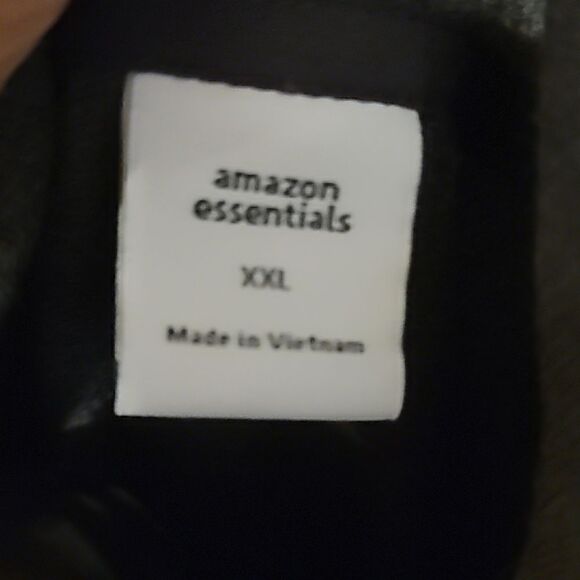 amazon
essentials
XXL
Made in Vietnam